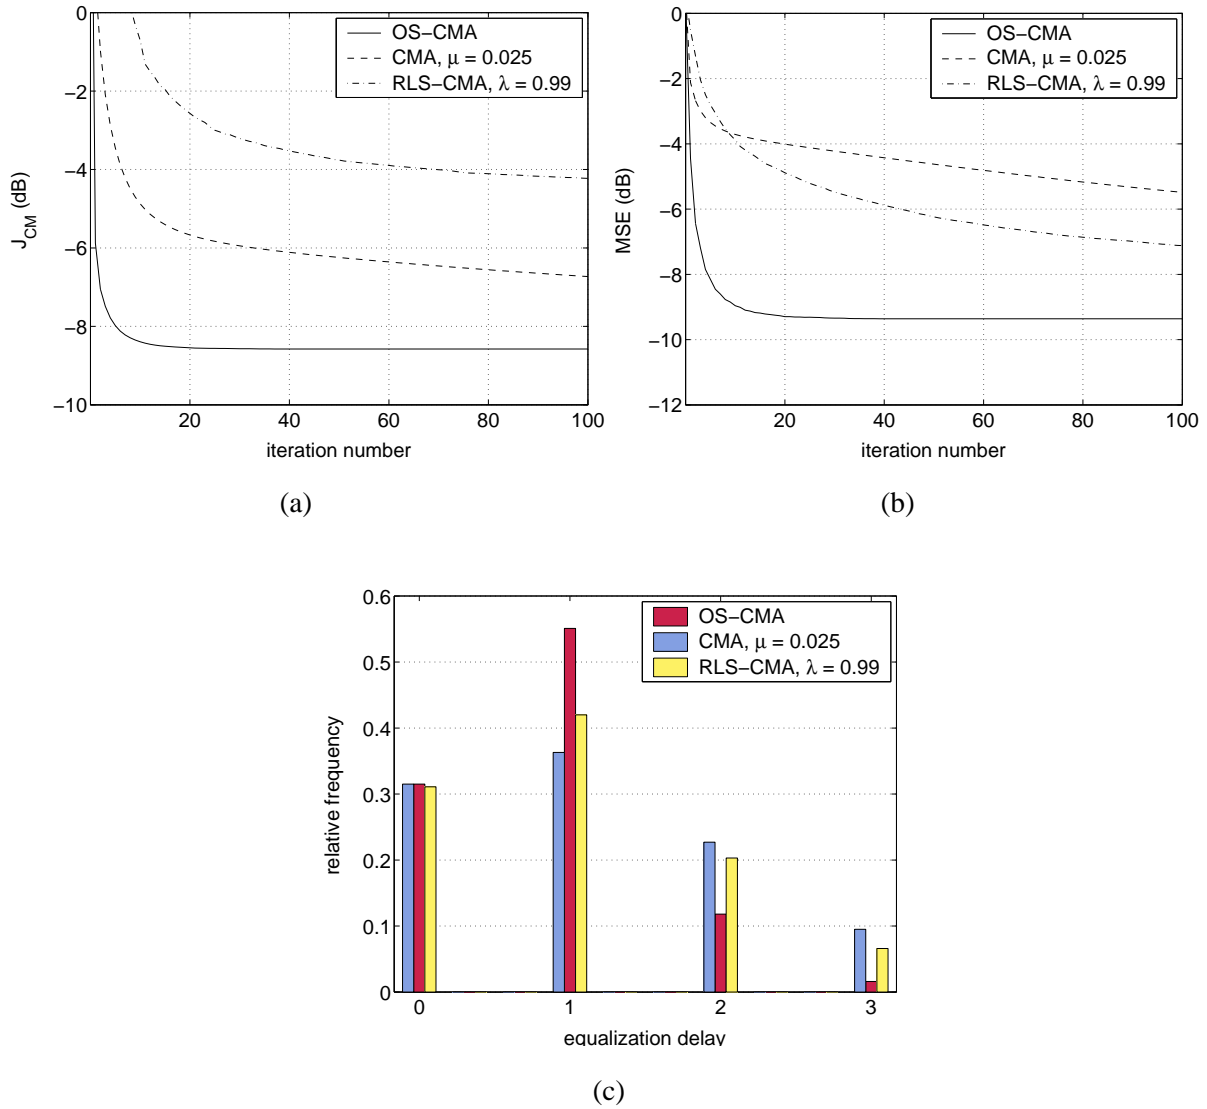 0
−2
−4
−6
−8
−10
J_CM (dB)
OS−CMA
CMA, μ = 0.025
RLS−CMA, λ = 0.99
20 40 60 80 100
iteration number
(a)
0
−2
−4
−6
−8
−10
−12
MSE (dB)
OS−CMA
CMA, μ = 0.025
RLS−CMA, λ = 0.99
20 40 60 80 100
iteration number
(b)
0.6
0.5
0.4
0.3
0.2
0.1
0
relative frequency
OS−CMA
CMA, μ = 0.025
RLS−CMA, λ = 0.99
0 1 2 3
equalization delay
(c)